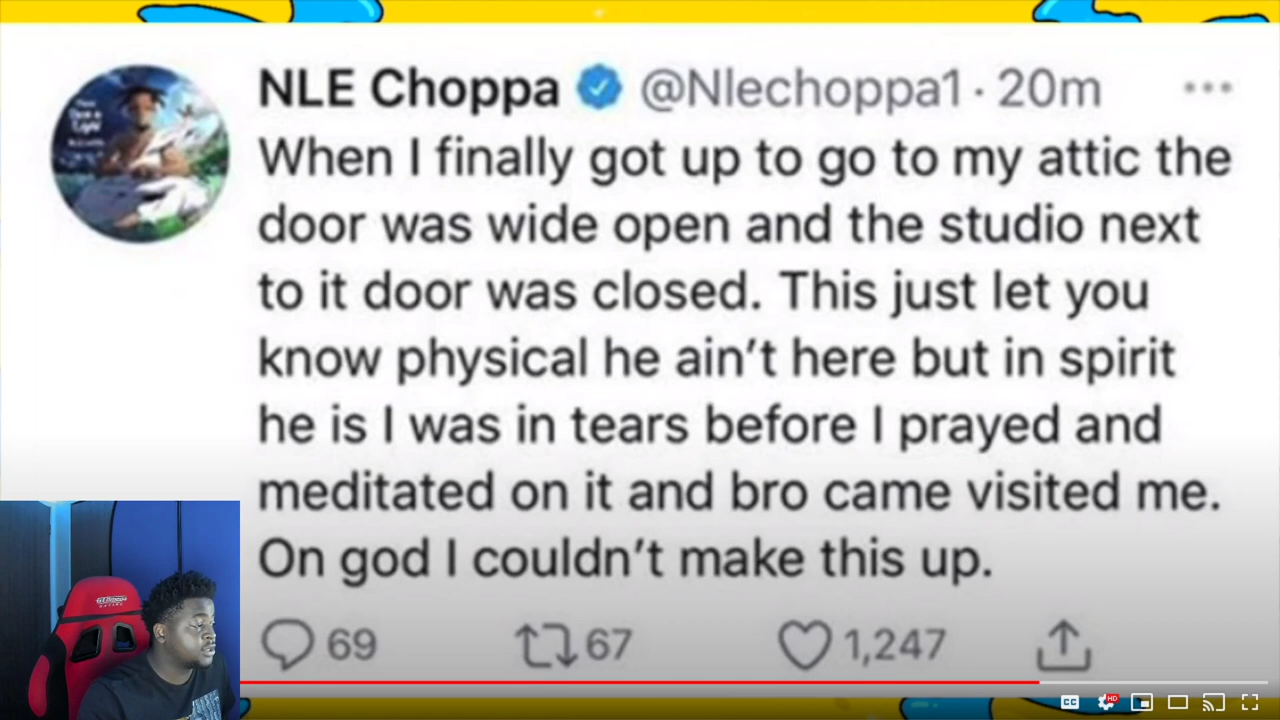 NLE Choppa @Nlechoppa1 · 20m
When I finally got up to go to my attic the
door was wide open and the studio next
to it door was closed. This just let you
know physical he ain't here but in spirit
he is I was in tears before I prayed and
meditated on it and bro came visited me.
On god I couldn't make this up.
69 67 1,247
CC HD